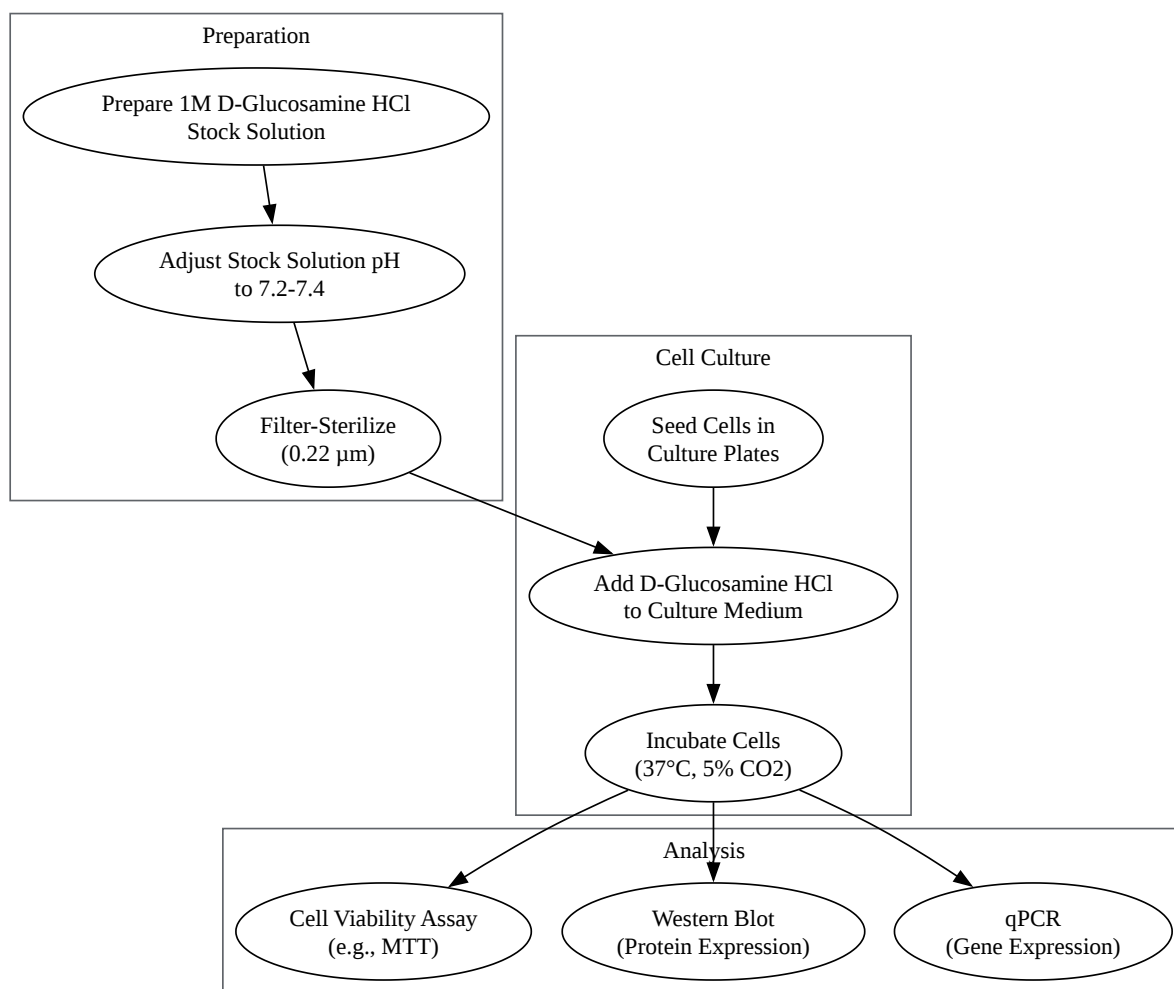 Preparation
Prepare 1M D-Glucosamine HCl
Stock Solution
Adjust Stock Solution pH
to 7.2-7.4
Filter-Sterilize
(0.22 µm)
Cell Culture
Seed Cells in
Culture Plates
Add D-Glucosamine HCl
to Culture Medium
Incubate Cells
(37°C, 5% CO2)
Analysis
Cell Viability Assay
(e.g., MTT)
Western Blot
(Protein Expression)
qPCR
(Gene Expression)